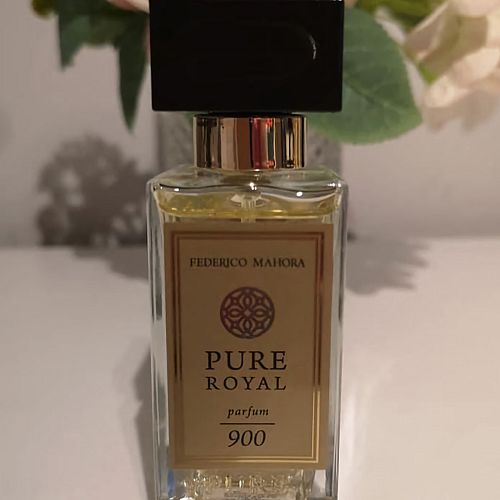 FEDERICO MAHORA
PURE
ROYAL
parfum
900